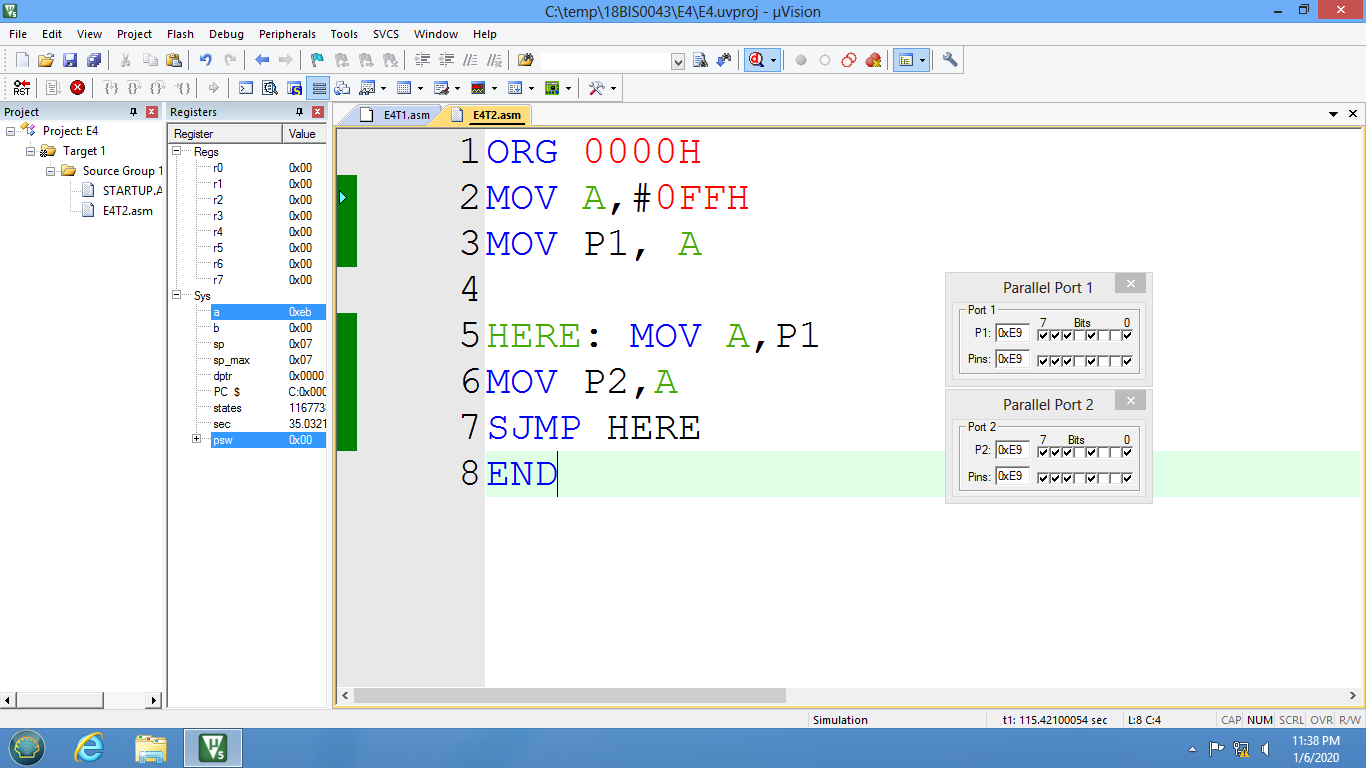 C:\temp\18BIS0043\E4\E4.uvproj - µVision
File Edit View Project Flash Debug Peripherals Tools SVCS Window Help
RST
Project
Project: E4
Target 1
Source Group 1
STARTUP.A
E4T2.asm
Registers
Register Value
Regs
r0 0x00
r1 0x00
r2 0x00
r3 0x00
r4 0x00
r5 0x00
r6 0x00
r7 0x00
Sys
a 0xeb
b 0x00
sp 0x07
sp_max 0x07
dptr 0x0000
PC $ C:0x000
states 116773
sec 35.0321
psw 0x00
E4T1.asm E4T2.asm
1 ORG 0000H
2 MOV A,#0FFH
3 MOV P1, A
4
5 HERE: MOV A,P1
6 MOV P2,A
7 SJMP HERE
8 END
Parallel Port 1
Port 1
7 Bits 0
P1: 0xE9
Pins: 0xE9
Parallel Port 2
Port 2
7 Bits 0
P2: 0xE9
Pins: 0xE9
Simulation t1: 115.42100054 sec L:8 C:4 CAP NUM SCRL OVR R/W
11:38 PM
1/6/2020